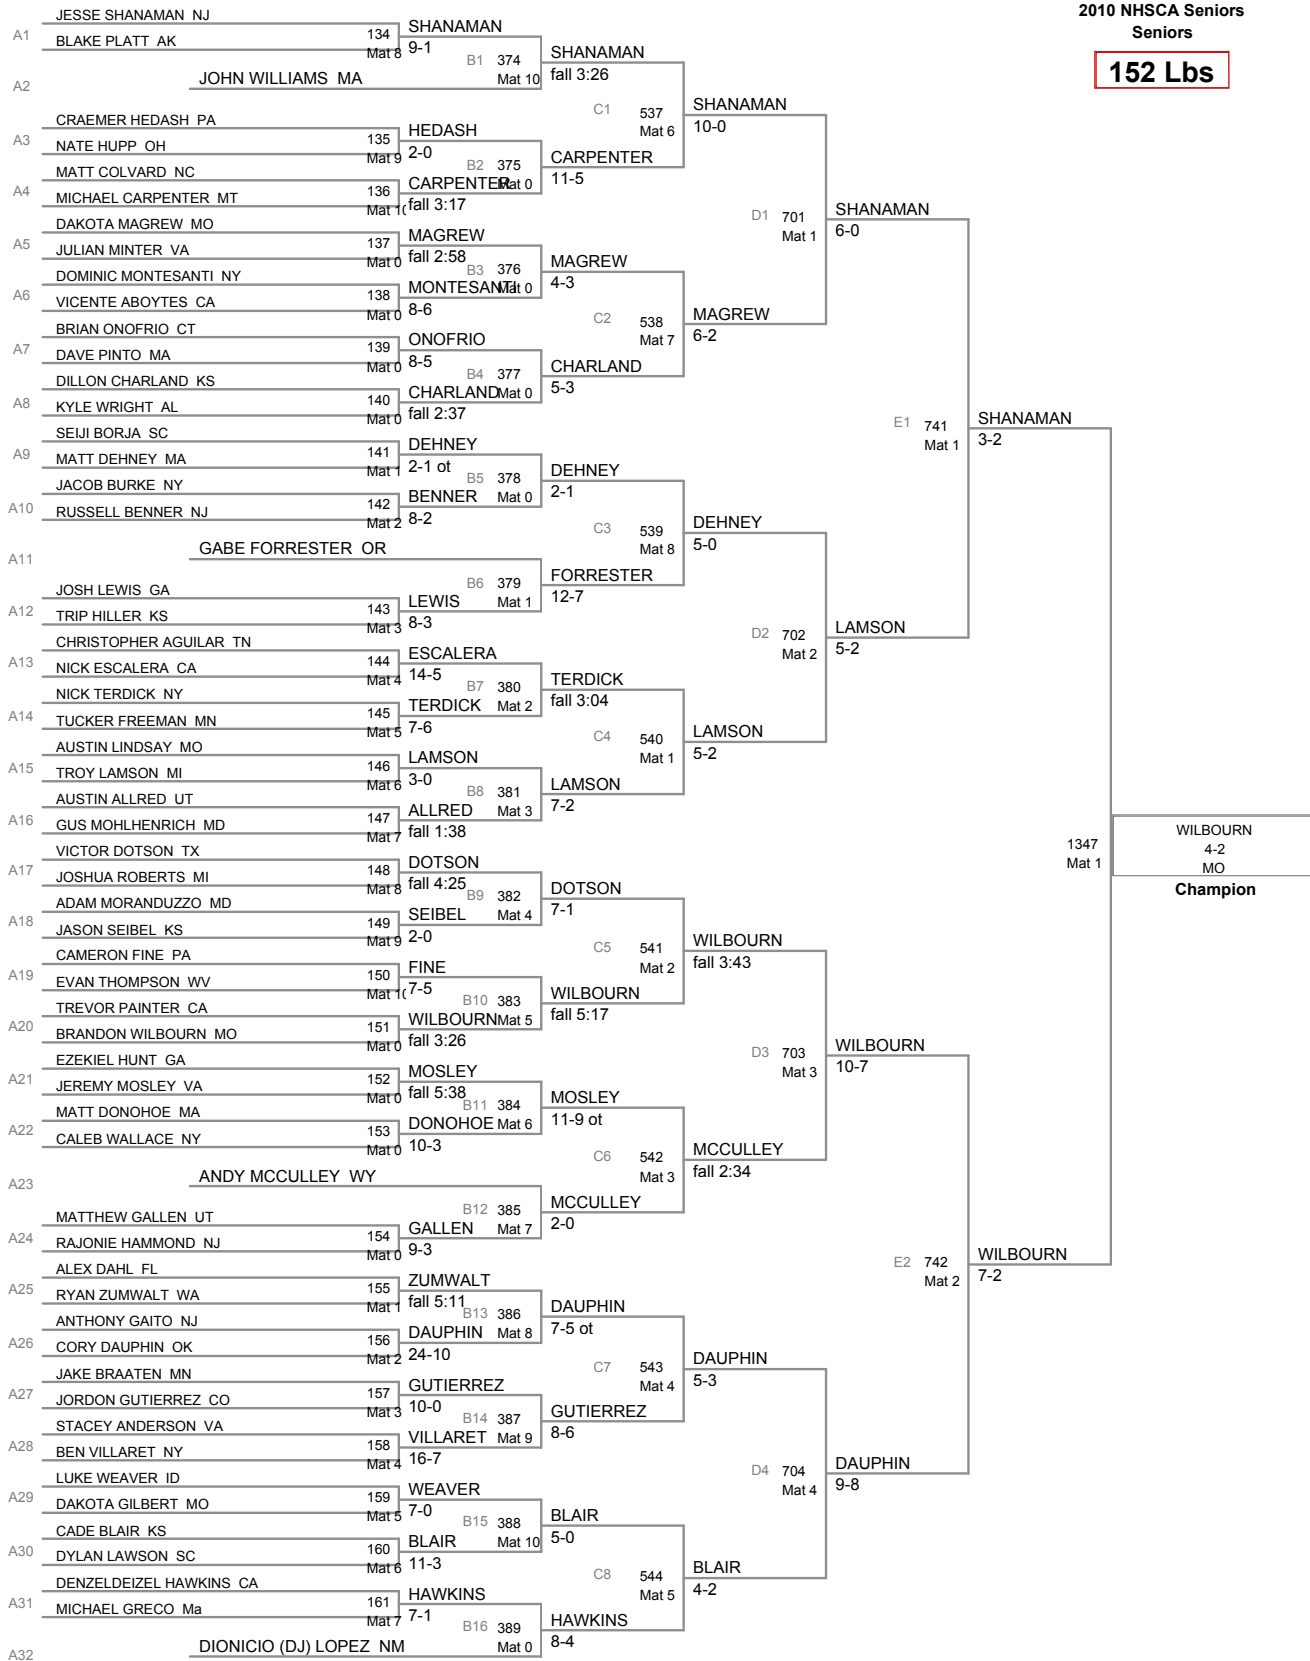 2010 NHSCA Seniors
Seniors
152 Lbs
A1
JESSE SHANAMAN NJ
BLAKE PLATT AK
134
Mat 8
SHANAMAN
9-1
A2
JOHN WILLIAMS MA
B1 374
Mat 10
SHANAMAN
fall 3:26
A3
CRAEMER HEDASH PA
NATE HUPP OH
135
Mat 9
HEDASH
2-0
A4
MATT COLVARD NC
MICHAEL CARPENTER MT
136
Mat 10
CARPENTER
fall 3:17
B2 375
Mat 0
CARPENTER
11-5
C1 537
Mat 6
SHANAMAN
10-0
A5
DAKOTA MAGREW MO
JULIAN MINTER VA
137
Mat 0
MAGREW
fall 2:58
A6
DOMINIC MONTESANTI NY
VICENTE ABOYTES CA
138
Mat 0
MONTESANTI
8-6
B3 376
Mat 0
MAGREW
4-3
A7
BRIAN ONOFRIO CT
DAVE PINTO MA
139
Mat 0
ONOFRIO
8-5
A8
DILLON CHARLAND KS
KYLE WRIGHT AL
140
Mat 0
CHARLAND
fall 2:37
B4 377
Mat 0
CHARLAND
5-3
C2 538
Mat 7
MAGREW
6-2
D1 701
Mat 1
SHANAMAN
6-0
A9
SEIJI BORJA SC
MATT DEHNEY MA
141
Mat 1
DEHNEY
2-1 ot
A10
JACOB BURKE NY
RUSSELL BENNER NJ
142
Mat 2
BENNER
8-2
B5 378
Mat 0
DEHNEY
2-1
A11
GABE FORRESTER OR
A12
JOSH LEWIS GA
TRIP HILLER KS
143
Mat 3
LEWIS
8-3
B6 379
Mat 1
FORRESTER
12-7
C3 539
Mat 8
DEHNEY
5-0
A13
CHRISTOPHER AGUILAR TN
NICK ESCALERA CA
144
Mat 4
ESCALERA
14-5
A14
NICK TERDICK NY
TUCKER FREEMAN MN
145
Mat 5
TERDICK
7-6
B7 380
Mat 2
TERDICK
fall 3:04
A15
AUSTIN LINDSAY MO
TROY LAMSON MI
146
Mat 6
LAMSON
3-0
A16
AUSTIN ALLRED UT
GUS MOHLHENRICH MD
147
Mat 7
ALLRED
fall 1:38
B8 381
Mat 3
LAMSON
7-2
C4 540
Mat 1
LAMSON
5-2
D2 702
Mat 2
LAMSON
5-2
E1 741
Mat 1
SHANAMAN
3-2
A17
VICTOR DOTSON TX
JOSHUA ROBERTS MI
148
Mat 8
DOTSON
fall 4:25
A18
ADAM MORANDUZZO MD
JASON SEIBEL KS
149
Mat 9
SEIBEL
2-0
B9 382
Mat 4
DOTSON
7-1
A19
CAMERON FINE PA
EVAN THOMPSON WV
150
Mat 10
FINE
7-5
A20
TREVOR PAINTER CA
BRANDON WILBOURN MO
151
Mat 0
WILBOURN
fall 3:26
B10 383
Mat 5
WILBOURN
fall 5:17
C5 541
Mat 2
WILBOURN
fall 3:43
A21
EZEKIEL HUNT GA
JEREMY MOSLEY VA
152
Mat 0
MOSLEY
fall 5:38
A22
MATT DONOHOE MA
CALEB WALLACE NY
153
Mat 0
DONOHOE
10-3
B11 384
Mat 6
MOSLEY
11-9 ot
A23
ANDY MCCULLEY WY
A24
MATTHEW GALLEN UT
RAJONIE HAMMOND NJ
154
Mat 0
GALLEN
9-3
B12 385
Mat 7
MCCULLEY
2-0
C6 542
Mat 3
MCCULLEY
fall 2:34
D3 703
Mat 3
WILBOURN
10-7
A25
ALEX DAHL FL
RYAN ZUMWALT WA
155
Mat 1
ZUMWALT
fall 5:11
A26
ANTHONY GAITO NJ
CORY DAUPHIN OK
156
Mat 2
DAUPHIN
24-10
B13 386
Mat 8
DAUPHIN
7-5 ot
A27
JAKE BRAATEN MN
JORDON GUTIERREZ CO
157
Mat 3
GUTIERREZ
10-0
A28
STACEY ANDERSON VA
BEN VILLARET NY
158
Mat 4
VILLARET
16-7
B14 387
Mat 9
GUTIERREZ
8-6
C7 543
Mat 4
DAUPHIN
5-3
A29
LUKE WEAVER ID
DAKOTA GILBERT MO
159
Mat 5
WEAVER
7-0
A30
CADE BLAIR KS
DYLAN LAWSON SC
160
Mat 6
BLAIR
11-3
B15 388
Mat 10
BLAIR
5-0
A31
DENZELDEIZEL HAWKINS CA
MICHAEL GRECO Ma
161
Mat 7
HAWKINS
7-1
A32
DIONICIO (DJ) LOPEZ NM
B16 389
Mat 0
HAWKINS
8-4
C8 544
Mat 5
BLAIR
4-2
D4 704
Mat 4
DAUPHIN
9-8
E2 742
Mat 2
WILBOURN
7-2
1347
Mat 1
WILBOURN
4-2
MO
Champion